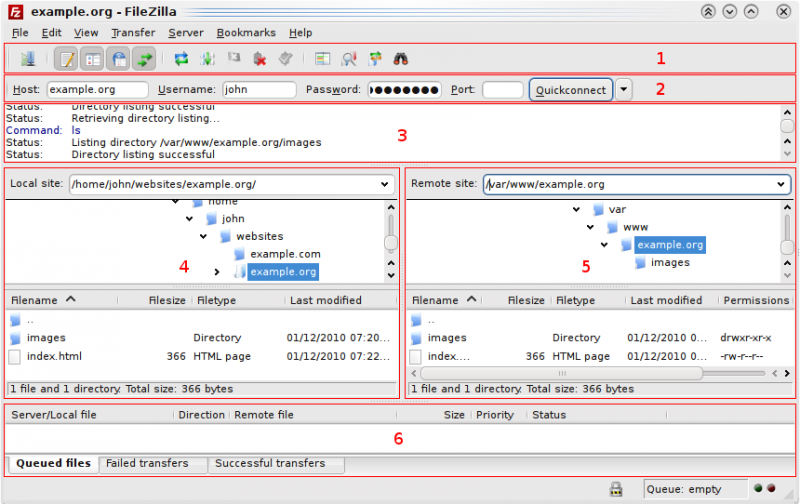 example.org - FileZilla
File Edit View Transfer Server Bookmarks Help
1
Host: example.org Username: john Password: ●●●●●●●● Port: Quickconnect 2
Status: Directory listing successful
Status: Retrieving directory listing...
Command: ls
Status: Listing directory /var/www/example.org/images
Status: Directory listing successful
3
Local site: /home/john/websites/example.org/
home
john
websites
example.com
example.org
4
Filename Filesize Filetype Last modified
..
images Directory 01/12/2010 07:20...
index.html 366 HTML page 01/12/2010 07:22...
1 file and 1 directory. Total size: 366 bytes
Remote site: /var/www/example.org
var
www
example.org
images
5
Filename Filesize Filetype Last modified Permissions
..
images Directory 01/12/2010 0... drwxr-xr-x
index.... 366 HTML page 01/12/2010 0... -rw-r--r--
1 file and 1 directory. Total size: 366 bytes
Server/Local file Direction Remote file Size Priority Status
6
Queued files Failed transfers Successful transfers
Queue: empty